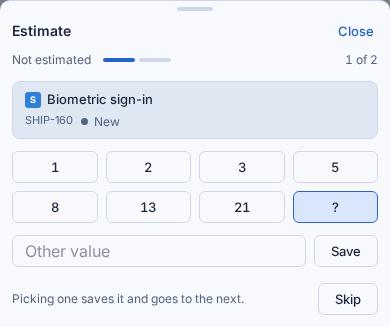 Estimate Close
Not estimated 1 of 2
S Biometric sign-in
SHIP-160 New
1 2 3 5
8 13 21 ?
Other value Save
Picking one saves it and goes to the next. Skip